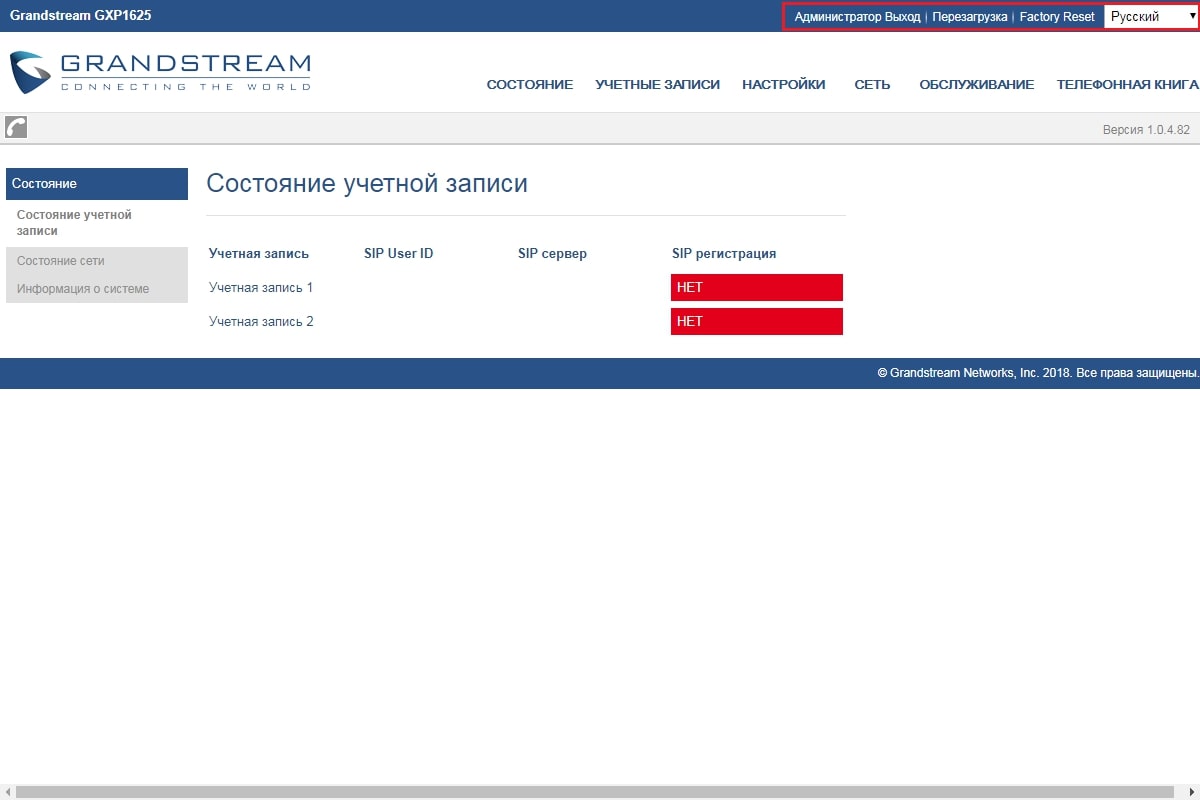 Grandstream GXP1625
Администратор Выход | Перезагрузка | Factory Reset Русский
GRANDSTREAM
CONNECTING THE WORLD
СОСТОЯНИЕ УЧЕТНЫЕ ЗАПИСИ НАСТРОЙКИ СЕТЬ ОБСЛУЖИВАНИЕ ТЕЛЕФОННАЯ КНИГА
Версия 1.0.4.82
Состояние
Состояние учетной
записи
Состояние сети
Информация о системе
Состояние учетной записи
Учетная запись SIP User ID SIP сервер SIP регистрация
Учетная запись 1 НЕТ
Учетная запись 2 НЕТ
© Grandstream Networks, Inc. 2018. Все права защищены.